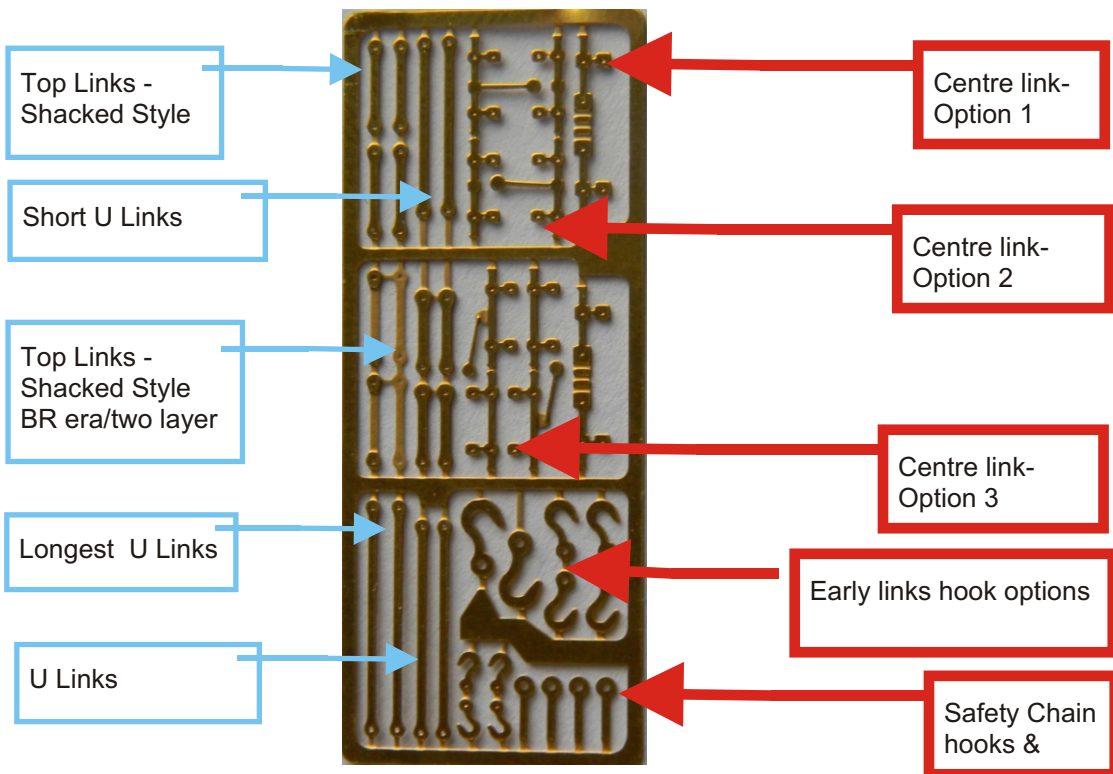 Top Links -
Shacked Style
Short U Links
Top Links -
Shacked Style
BR era/two layer
Longest U Links
U Links
Centre link-
Option 1
Centre link-
Option 2
Centre link-
Option 3
Early links hook options
Safety Chain
hooks &